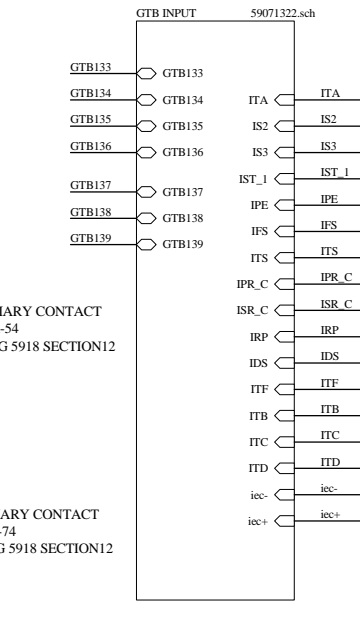 GTB INPUT 59071322.sch
GTB133 GTB133
GTB134 GTB134 ITA ITA
GTB135 GTB135 IS2 IS2
GTB136 GTB136 IS3 IS3
IST_1 IST_1
GTB137 GTB137 IPE IPE
GTB138 GTB138 IFS IFS
GTB139 GTB139 ITS ITS
IPR_C IPR_C
ISR_C ISR_C
IARY CONTACT
-54 IRP IRP
G 5918 SECTION12
IDS IDS
ITF ITF
ITB ITB
ITC ITC
ITD ITD
iec- iec-
ARY CONTACT iec+ iec+
-74
G 5918 SECTION12